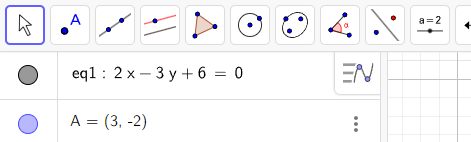 A
α
a = 2
eq1 : 2 x − 3 y + 6 = 0
A = (3, -2)